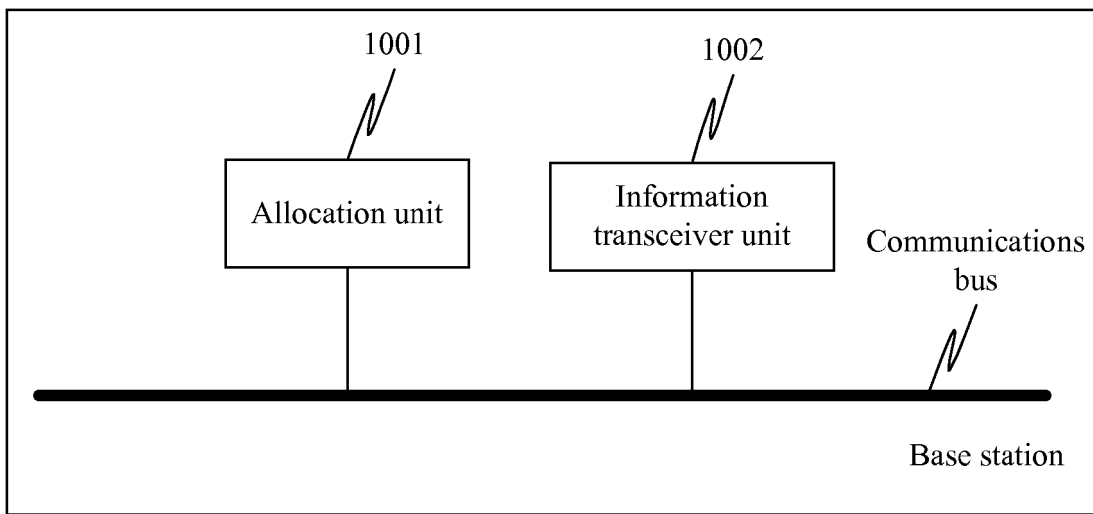 1001
1002
Allocation unit
Information
transceiver unit
Communications
bus
Base station